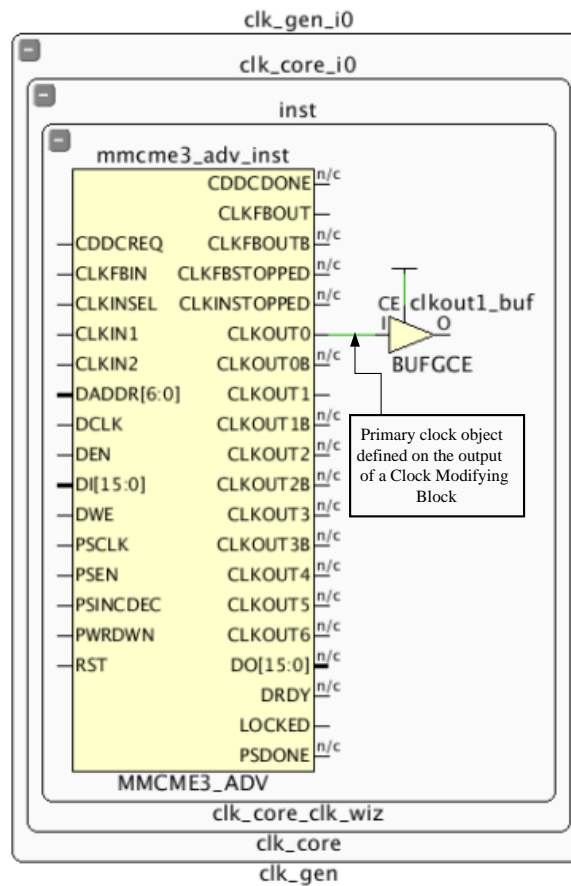 clk_gen_i0
clk_core_i0
inst
mmcme3_adv_inst
CDDCDONE n/c
CLKFBOUT
CDDCREQ CLKFBOUTB n/c
CLKFBIN CLKFBSTOPPED n/c
CLKINSEL CLKINSTOPPED n/c
CE clkout1_buf
CLKIN1 CLKOUT0 I O
CLKIN2 CLKOUT0B n/c
BUFGCE
DADDR[6:0] CLKOUT1
DCLK CLKOUT1B n/c
DEN CLKOUT2 n/c
DI[15:0] CLKOUT2B n/c
DWE CLKOUT3 n/c
PSCLK CLKOUT3B n/c
PSEN CLKOUT4 n/c
PSINCDEC CLKOUT5 n/c
PWRDWN CLKOUT6 n/c
RST DO[15:0] n/c
DRDY n/c
LOCKED
PSDONE n/c
MMCME3_ADV
Primary clock object
defined on the output
of a Clock Modifying
Block
clk_core_clk_wiz
clk_core
clk_gen